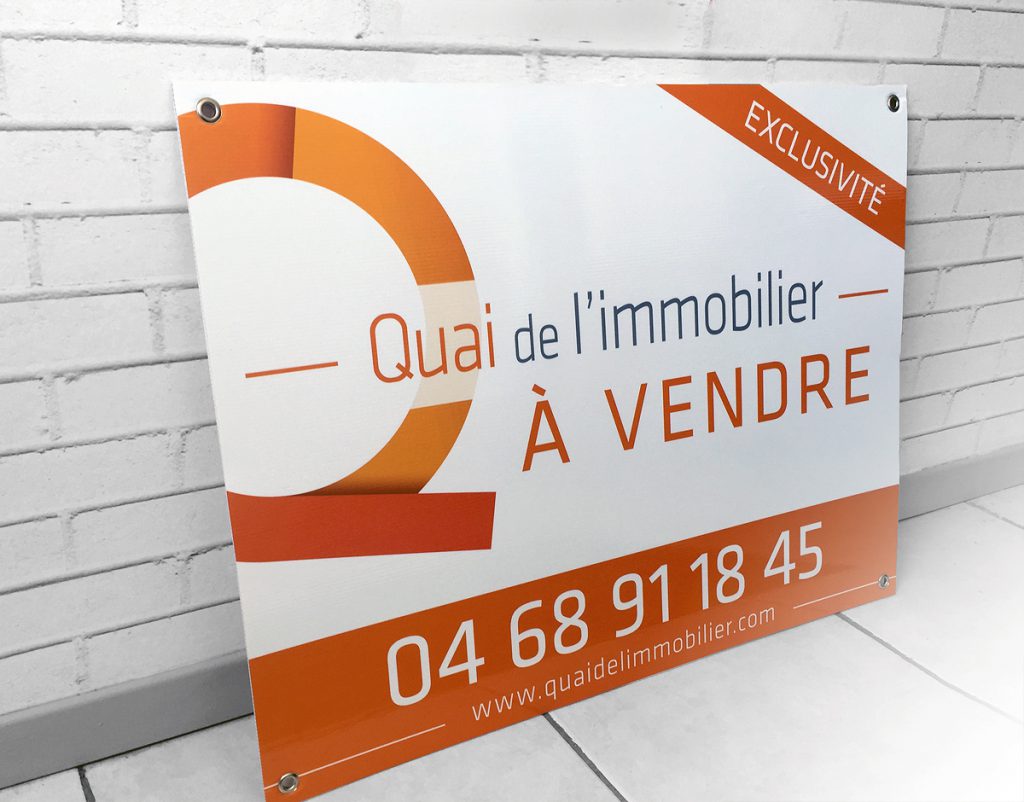 EXCLUSIVITÉ
Quai de l'immobilier
À VENDRE
04 68 91 18 45
www.quaidelimmobilier.com